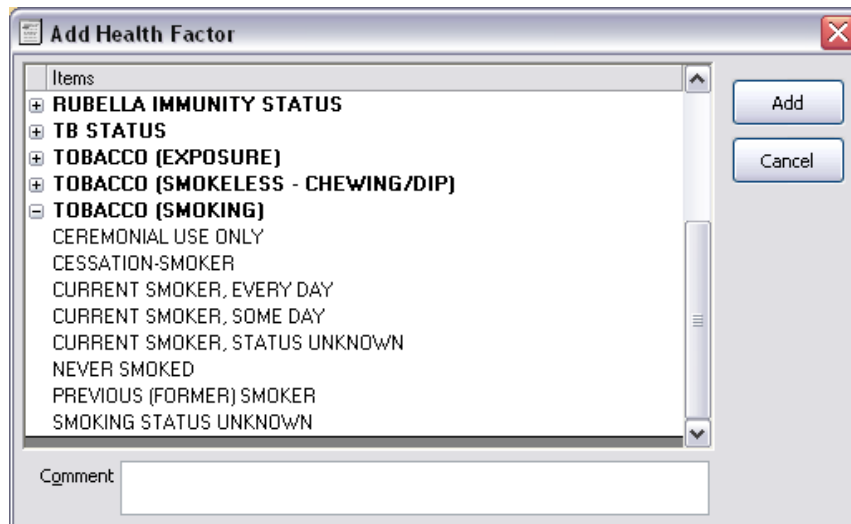 Add Health Factor
Items
RUBELLA IMMUNITY STATUS
TB STATUS
TOBACCO (EXPOSURE)
TOBACCO (SMOKELESS - CHEWING/DIP)
TOBACCO (SMOKING)
CEREMONIAL USE ONLY
CESSATION-SMOKER
CURRENT SMOKER, EVERY DAY
CURRENT SMOKER, SOME DAY
CURRENT SMOKER, STATUS UNKNOWN
NEVER SMOKED
PREVIOUS (FORMER) SMOKER
SMOKING STATUS UNKNOWN
Add
Cancel
Comment